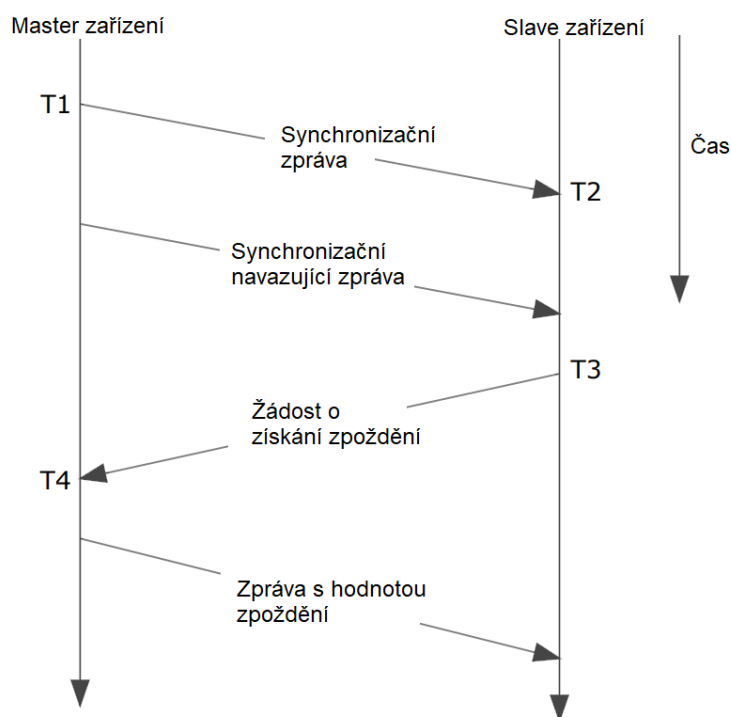 Master zařízení
Slave zařízení
T1
Synchronizační
zpráva
Čas
T2
Synchronizační
navazující zpráva
T3
Žádost o
získání zpoždění
T4
Zpráva s hodnotou
zpoždění